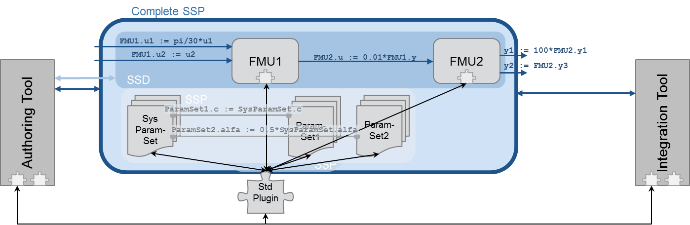 Complete SSP
FMU1.u1 := pi/30*u1
FMU1.u2 := u2
FMU1
FMU2.u := 0.01*FMU1.y
FMU2
y1 := 100*FMU2.y1
y2 := FMU2.y3
SSD
SSP
ParamSet1.c := SysParamSet.c
Sys
Param-
Set
ParamSet2.alfa := 0.5*SysParamSet.alfa
Param-
Set1
Param-
Set2
SSP
Std
Plugin
Authoring Tool
Integration Tool